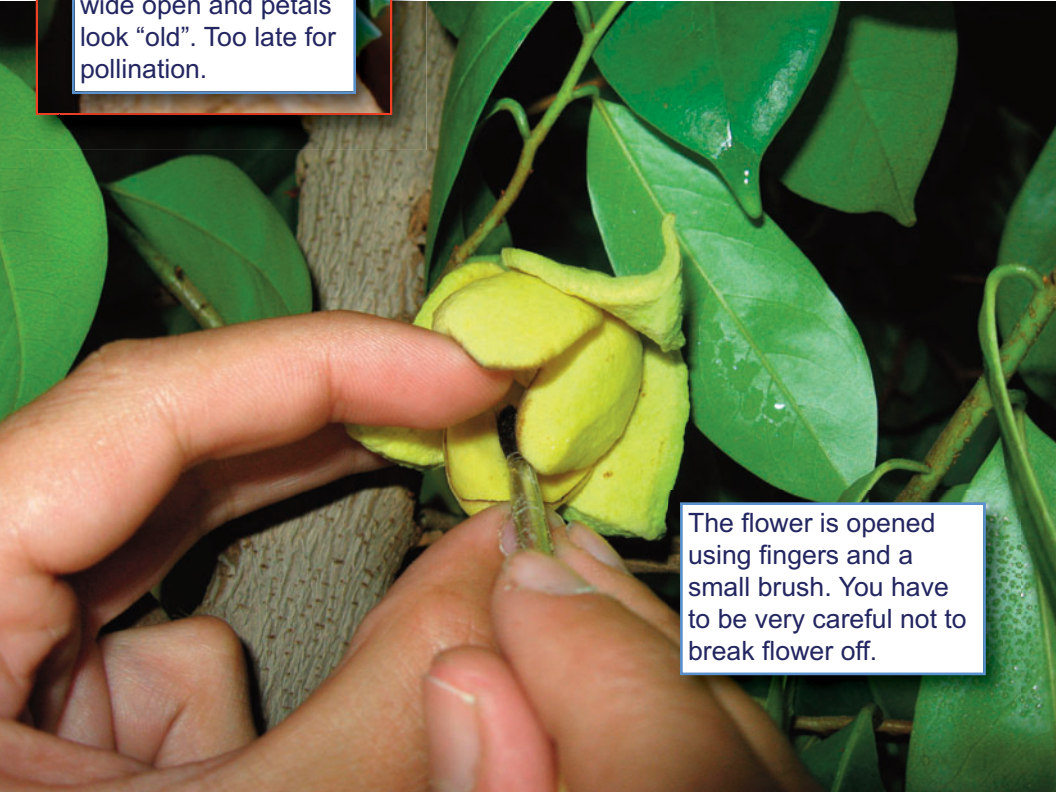 wide open and petals
look “old”. Too late for
pollination.
The flower is opened
using fingers and a
small brush. You have
to be very careful not to
break flower off.